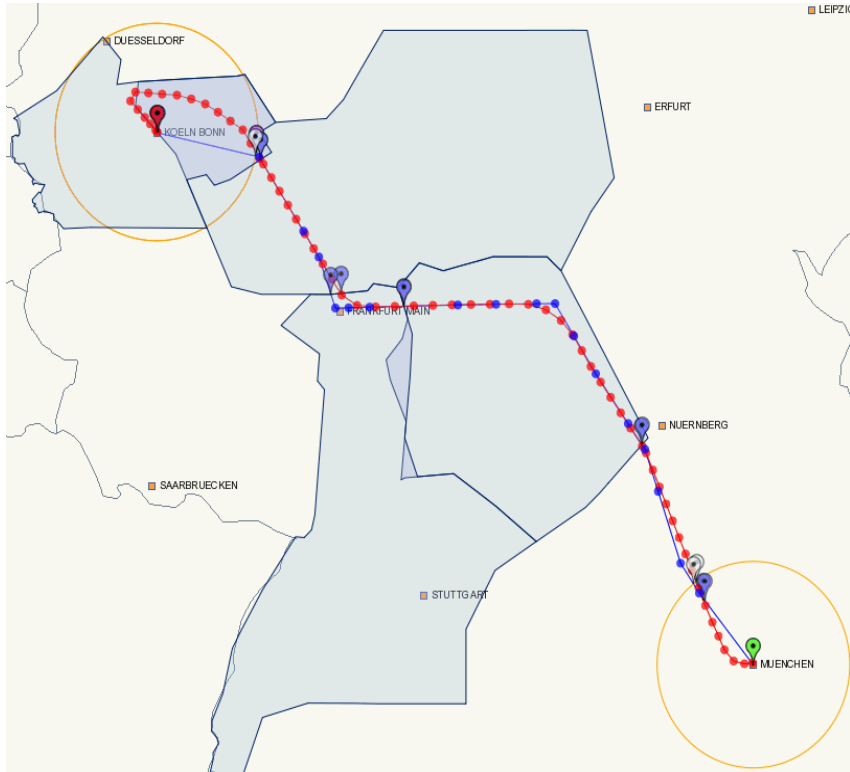 LEIPZIG
DUESSELDORF
ERFURT
KOELN BONN
FRANKFURT MAIN
NUERNBERG
SAARBRUECKEN
STUTTGART
MUENCHEN